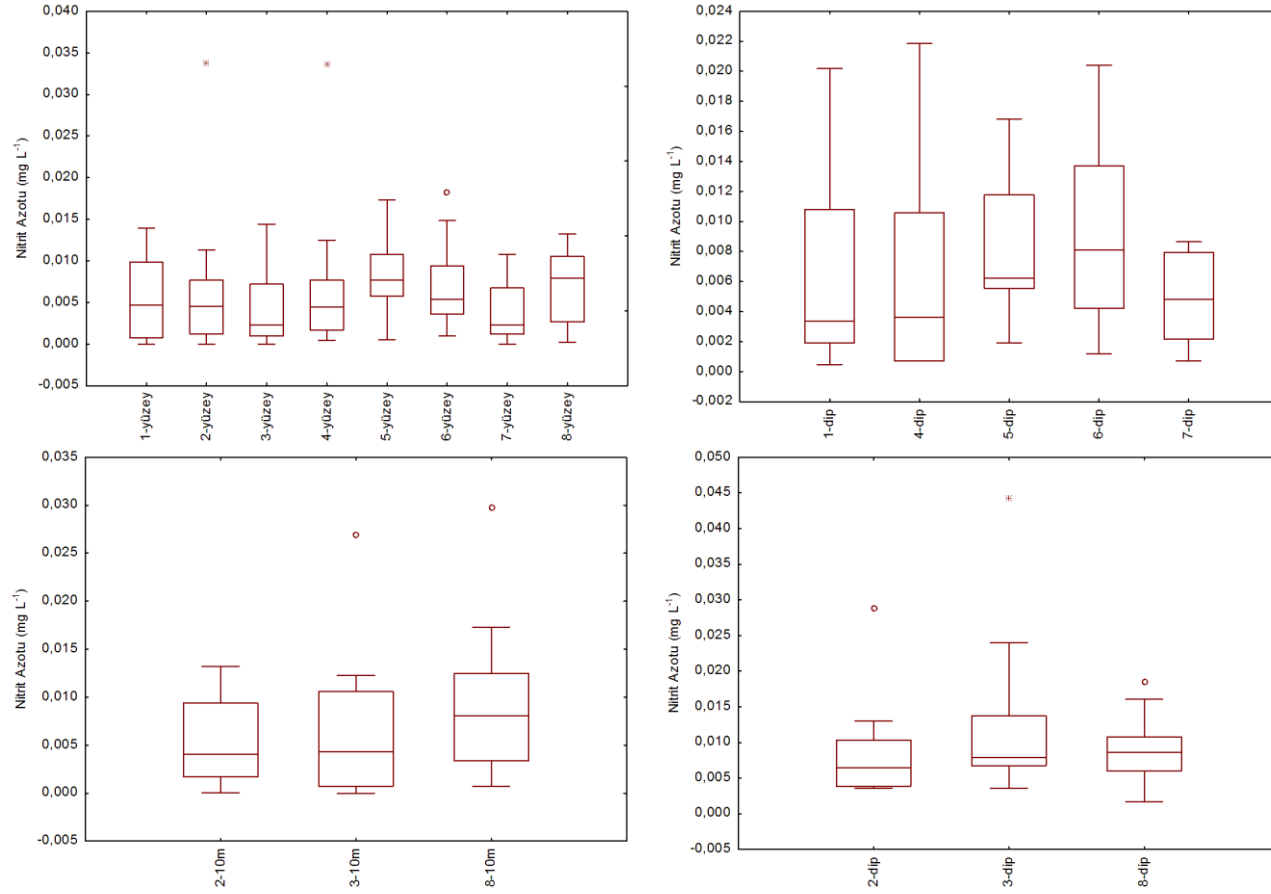 0,040
0,035
0,030
0,025
0,020
0,015
0,010
0,005
0,000
-0,005
Nitrit Azotu (mg L⁻¹)
1-yüzey
2-yüzey
3-yüzey
4-yüzey
5-yüzey
6-yüzey
7-yüzey
8-yüzey
0,024
0,022
0,020
0,018
0,016
0,014
0,012
0,010
0,008
0,006
0,004
0,002
0,000
-0,002
Nitrit Azotu (mg L⁻¹)
1-dip
4-dip
5-dip
6-dip
7-dip
0,035
0,030
0,025
0,020
0,015
0,010
0,005
0,000
-0,005
Nitrit Azotu (mg L⁻¹)
2-10m
3-10m
8-10m
0,050
0,045
0,040
0,035
0,030
0,025
0,020
0,015
0,010
0,005
0,000
-0,005
Nitrit Azotu (mg L⁻¹)
2-dip
3-dip
8-dip